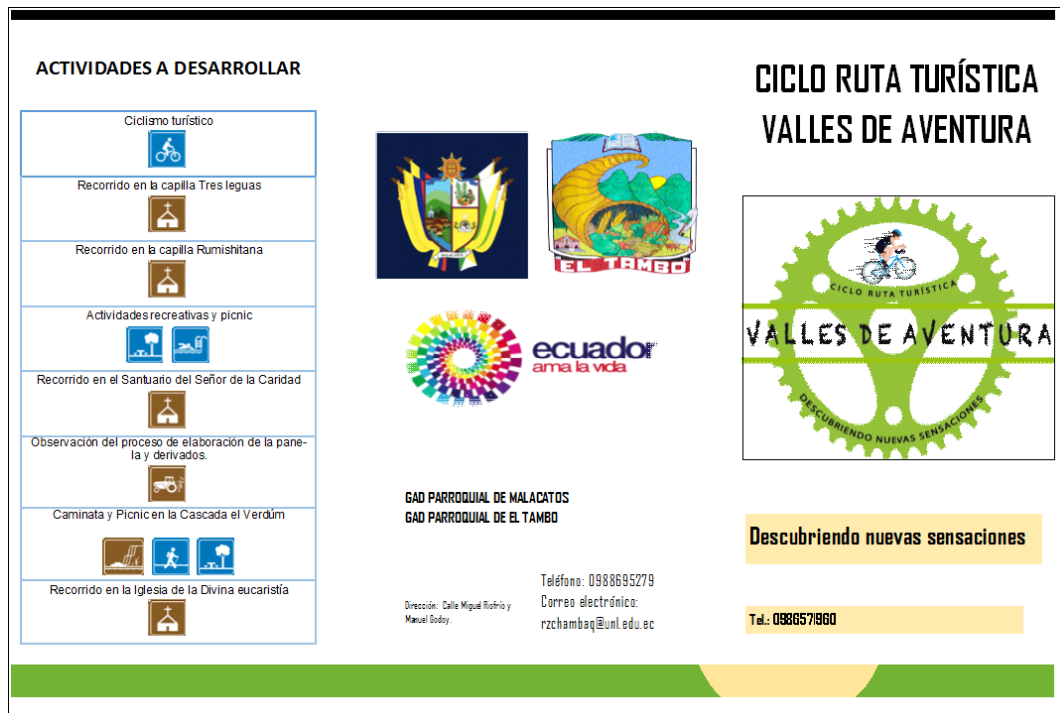 ACTIVIDADES A DESARROLLAR
Ciclismo turístico
Recorrido en la capilla Tres leguas
Recorrido en la capilla Rumishitana
Actividades recreativas y picnic
Recorrido en el Santuario del Señor de la Caridad
Observación del proceso de elaboración de la pane-
la y derivados.
Caminata y Picnic en la Cascada el Verdúm
Recorrido en la Iglesia de la Divina eucaristía
EL TAMBO
ecuador
ama la vida
GAD PARROQUIAL DE MALACATOS
GAD PARROQUIAL DE EL TAMBO
Dirección: Calle Miguel Riofrío y
Manuel Godoy.
Teléfono: 0988695279
Correo electrónico:
rzchambaq@unl.edu.ec
CICLO RUTA TURÍSTICA
VALLES DE AVENTURA
CICLO RUTA TURÍSTICA
VALLES DE AVENTURA
DESCUBRIENDO NUEVAS SENSACIONES
Descubriendo nuevas sensaciones
Tel.: 0986571960